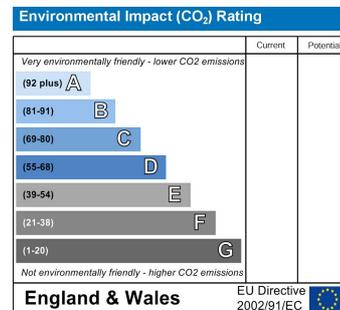 Environmental Impact (CO₂) Rating
Current Potential
Very environmentally friendly - lower CO2 emissions
(92 plus) A
(81-91) B
(69-80) C
(55-68) D
(39-54) E
(21-38) F
(1-20) G
Not environmentally friendly - higher CO2 emissions
England & Wales
EU Directive
2002/91/EC